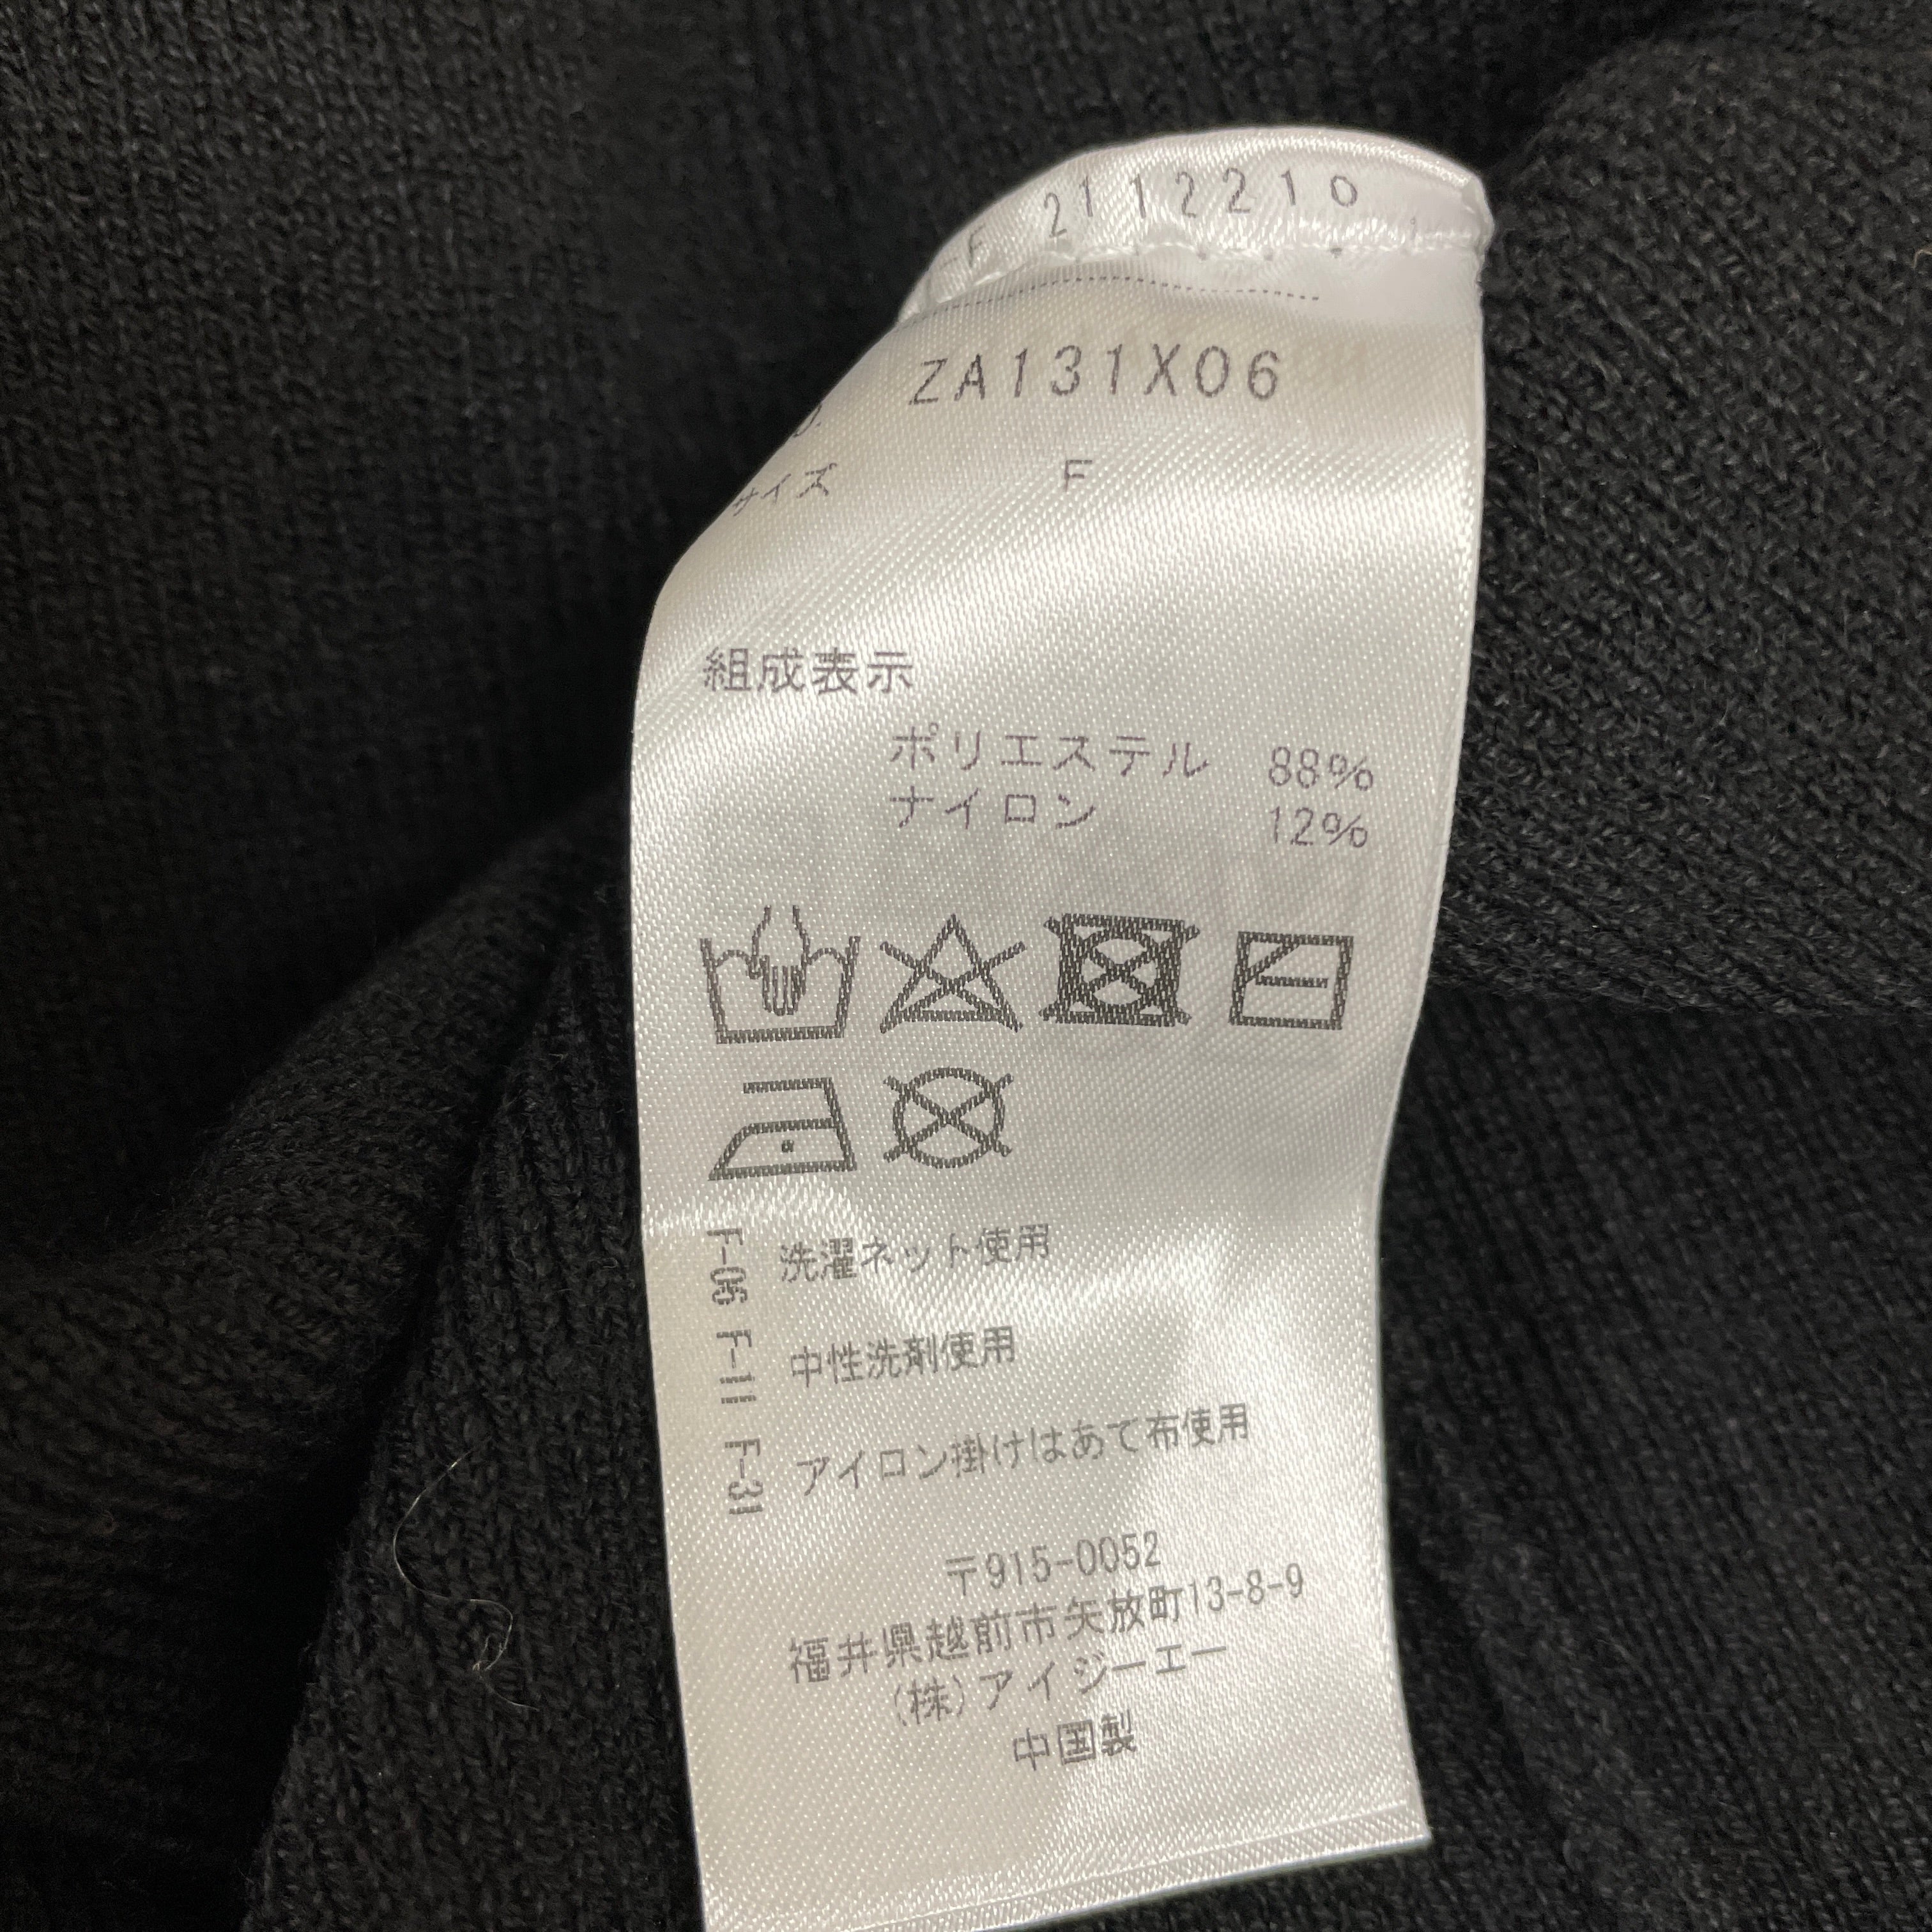 F 2112210
ZA131X06
サイズ F
組成表示
ポリエステル 88%
ナイロン 12%
F-06 洗濯ネット使用
F-11 中性洗剤使用
F-31 アイロン掛けはあて布使用
〒915-0052
福井県越前市矢放町13-8-9
(株)アイジーエー
中国製